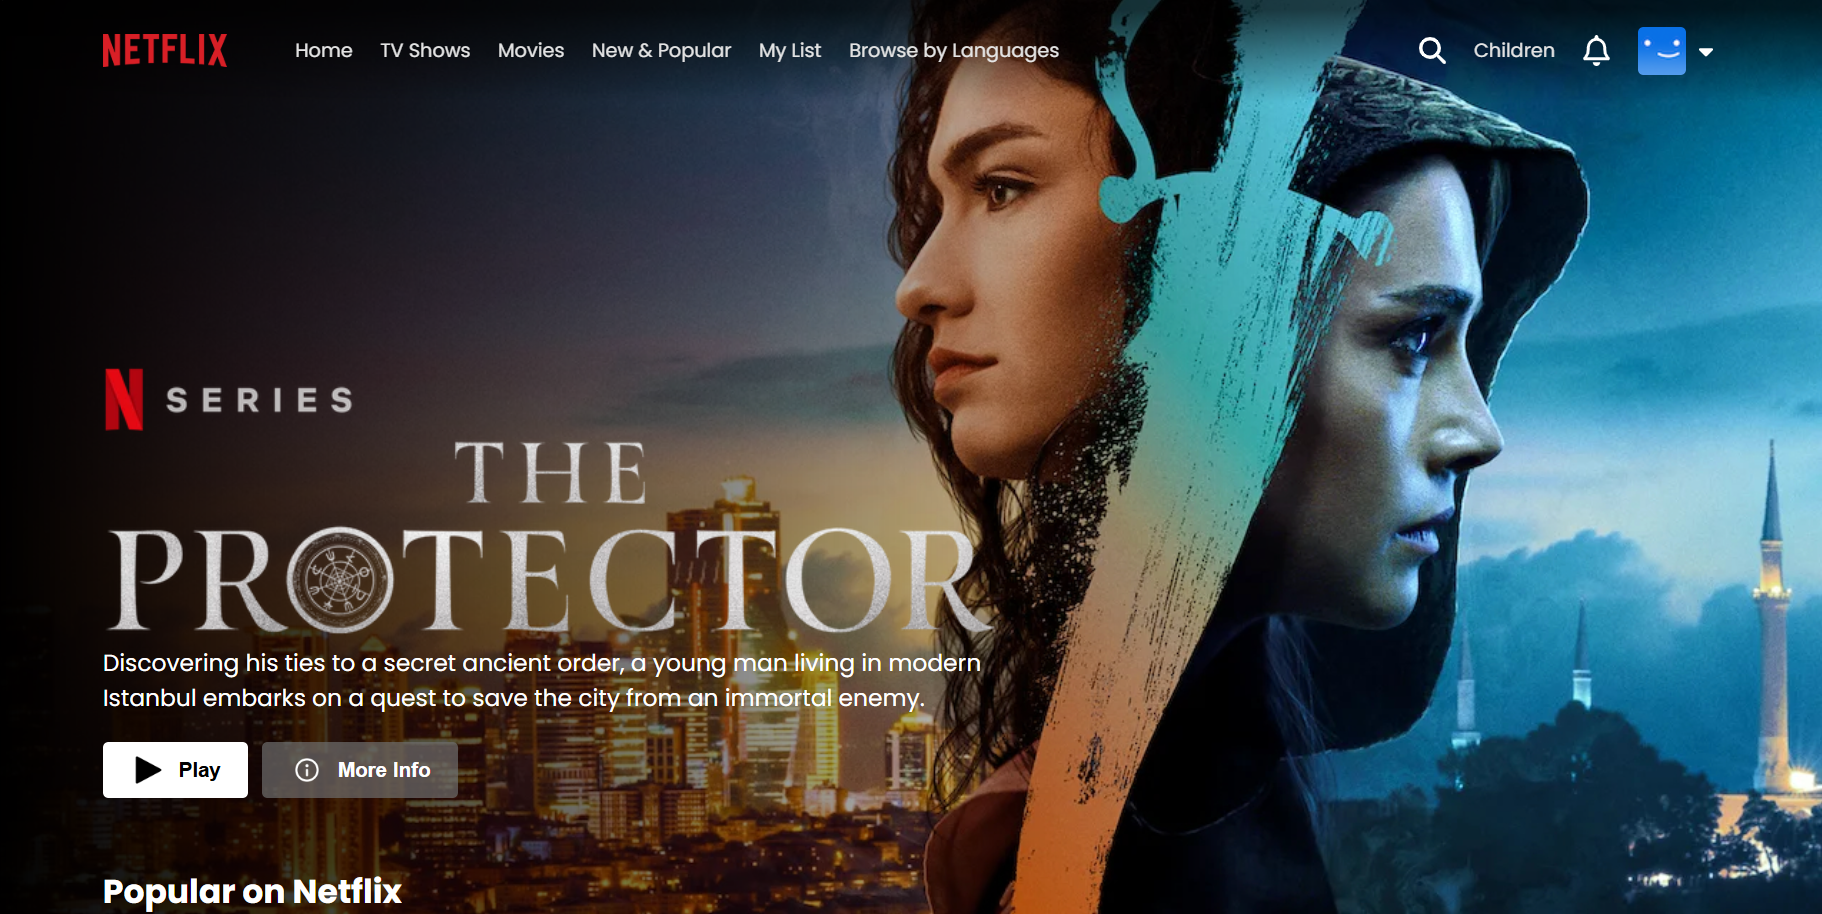 NETFLIX
Home TV Shows Movies New & Popular My List Browse by Languages Children
N SERIES
THE
PROTECTOR
Discovering his ties to a secret ancient order, a young man living in modern
Istanbul embarks on a quest to save the city from an immortal enemy.
Play More Info
Popular on Netflix